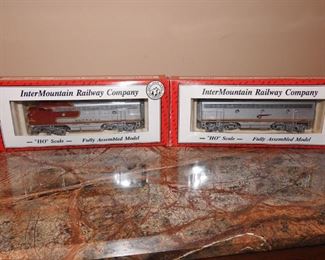 InterMountain Railway Company
"HO" Scale Fully Assembled Model
InterMountain Railway Company
"HO" Scale Fully Assembled Model